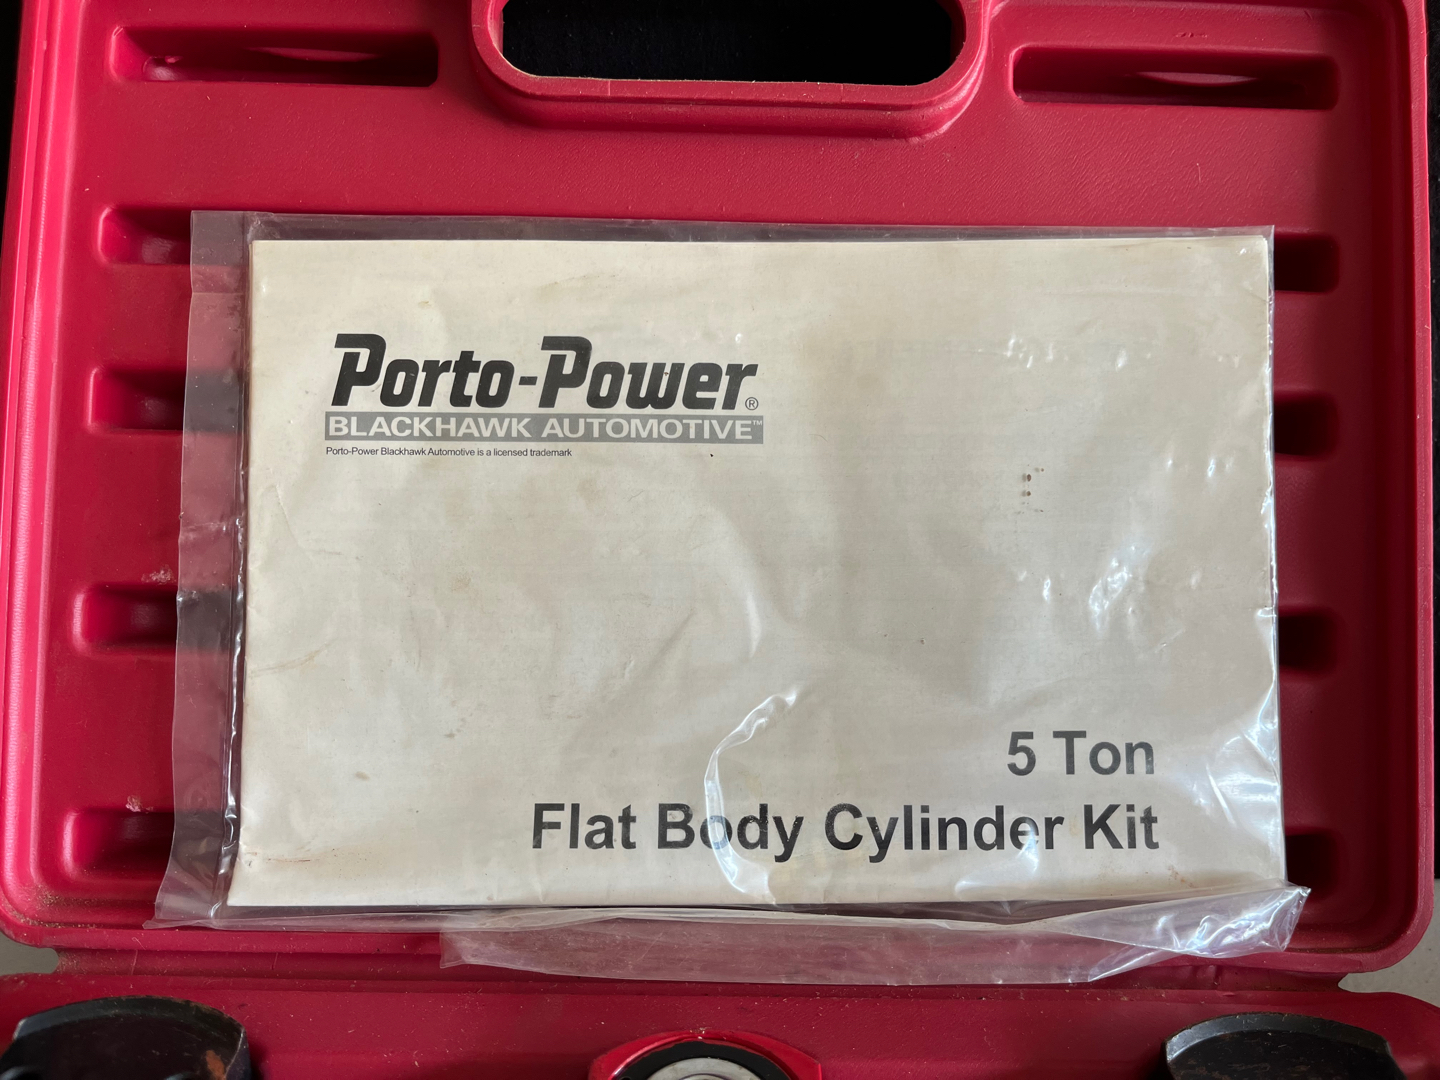 Porto-Power®
BLACKHAWK AUTOMOTIVE™
Porto-Power Blackhawk Automotive is a licensed trademark
5 Ton
Flat Body Cylinder Kit